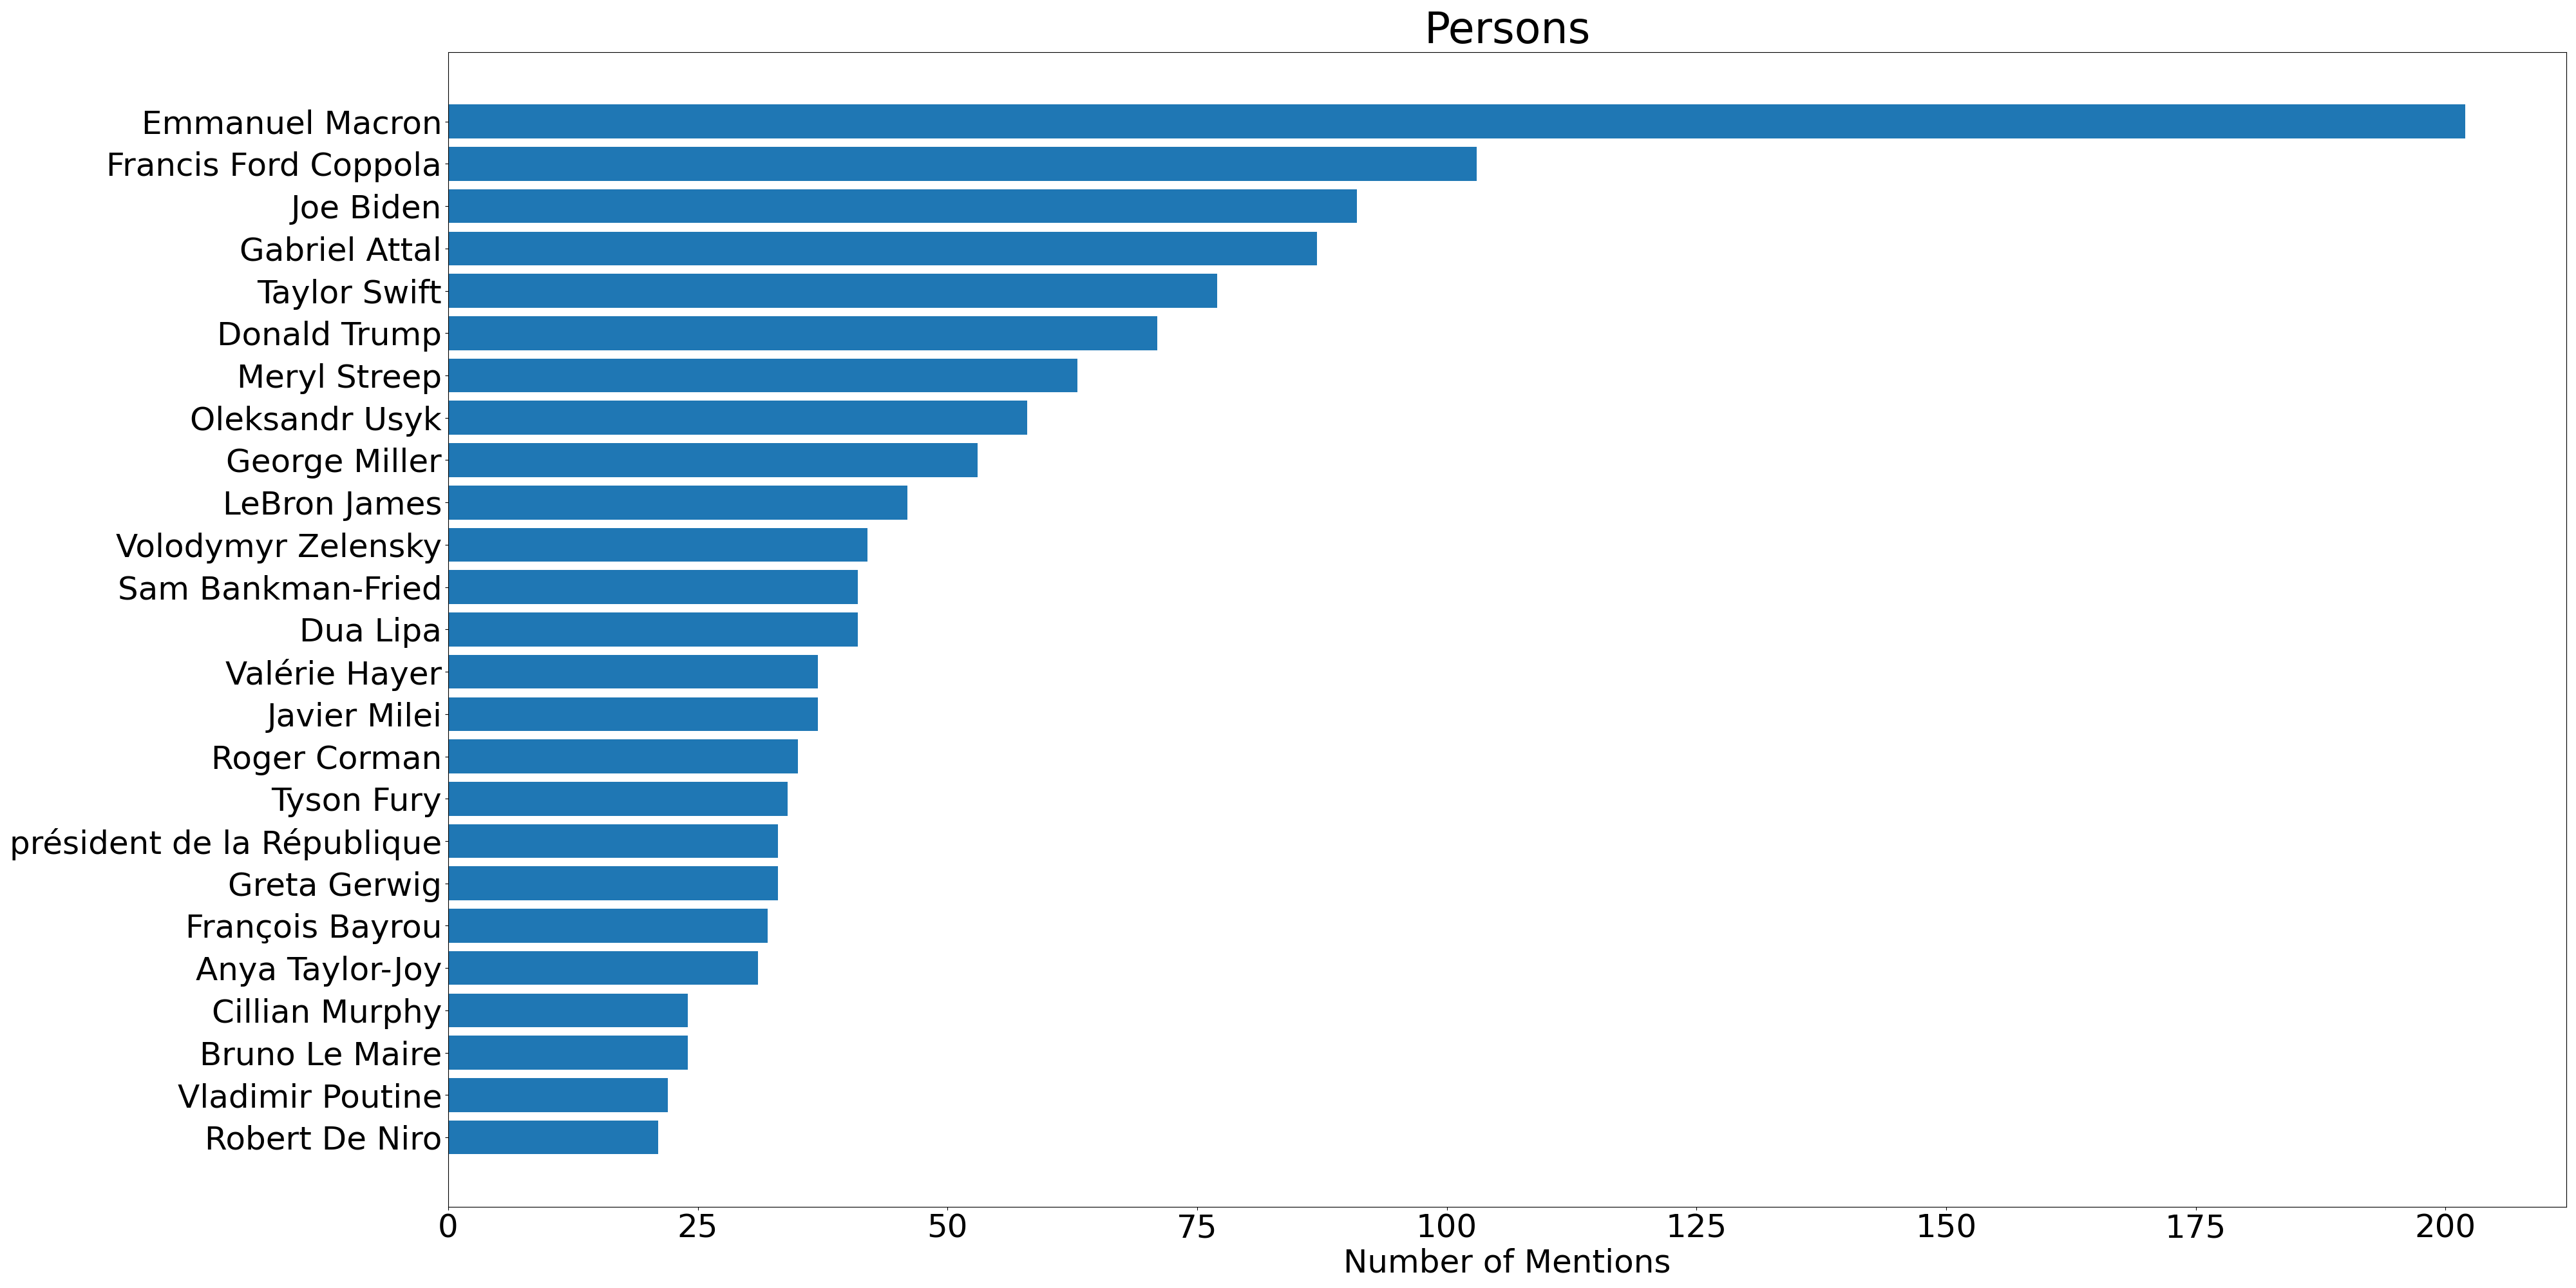 Persons
Emmanuel Macron
Francis Ford Coppola
Joe Biden
Gabriel Attal
Taylor Swift
Donald Trump
Meryl Streep
Oleksandr Usyk
George Miller
LeBron James
Volodymyr Zelensky
Sam Bankman-Fried
Dua Lipa
Valérie Hayer
Javier Milei
Roger Corman
Tyson Fury
président de la République
Greta Gerwig
François Bayrou
Anya Taylor-Joy
Cillian Murphy
Bruno Le Maire
Vladimir Poutine
Robert De Niro
0 25 50 75 100 125 150 175 200
Number of Mentions